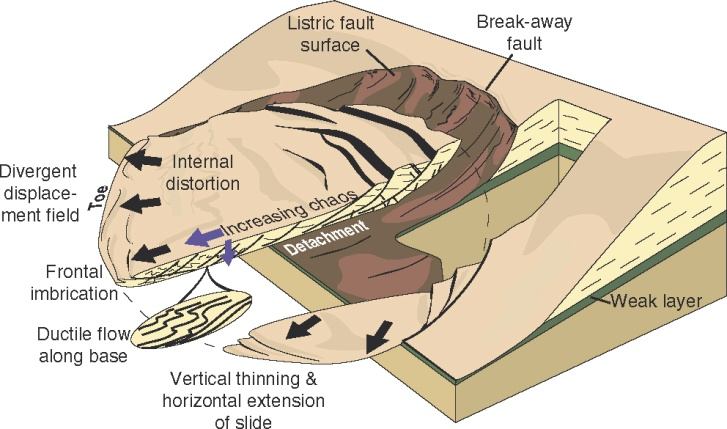 Listric fault
surface
Break-away
fault
Divergent
displace-
ment field
Toe
Internal
distortion
Increasing chaos
Detachment
Frontal
imbrication
Weak layer
Ductile flow
along base
Vertical thinning &
horizontal extension
of slide